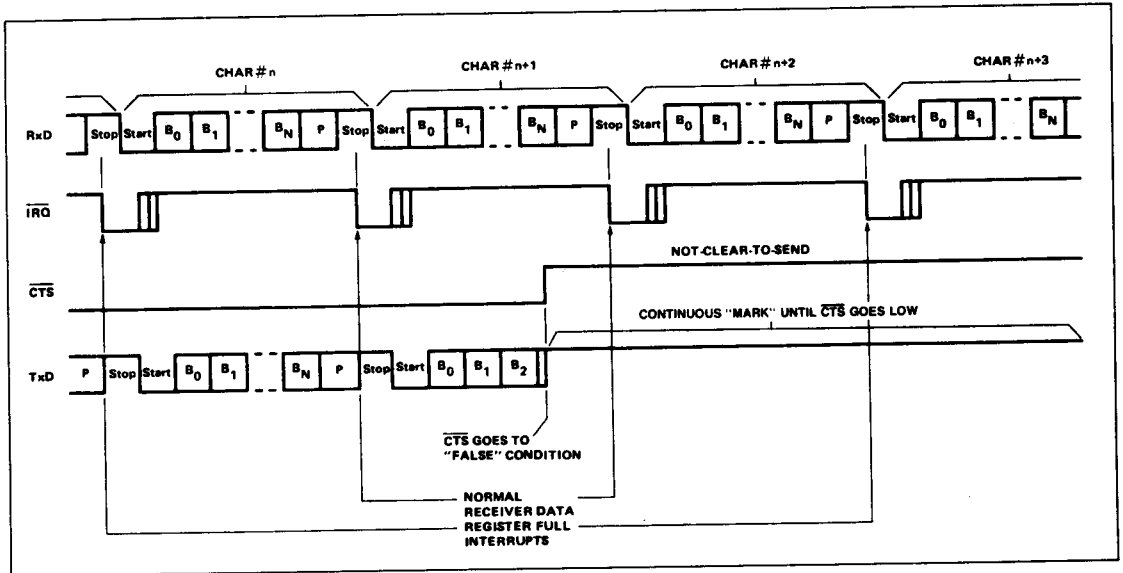 CHAR #n CHAR #n+1 CHAR #n+2 CHAR #n+3
RxD Stop Start B0 B1 BN P Stop Start B0 B1 BN P Stop Start B0 B1 BN P Stop Start B0 B1 BN
IRQ
NOT-CLEAR-TO-SEND
CTS
CONTINUOUS "MARK" UNTIL CTS GOES LOW
TxD P Stop Start B0 B1 BN P Stop Start B0 B1 B2
CTS GOES TO
"FALSE" CONDITION
NORMAL
RECEIVER DATA
REGISTER FULL
INTERRUPTS